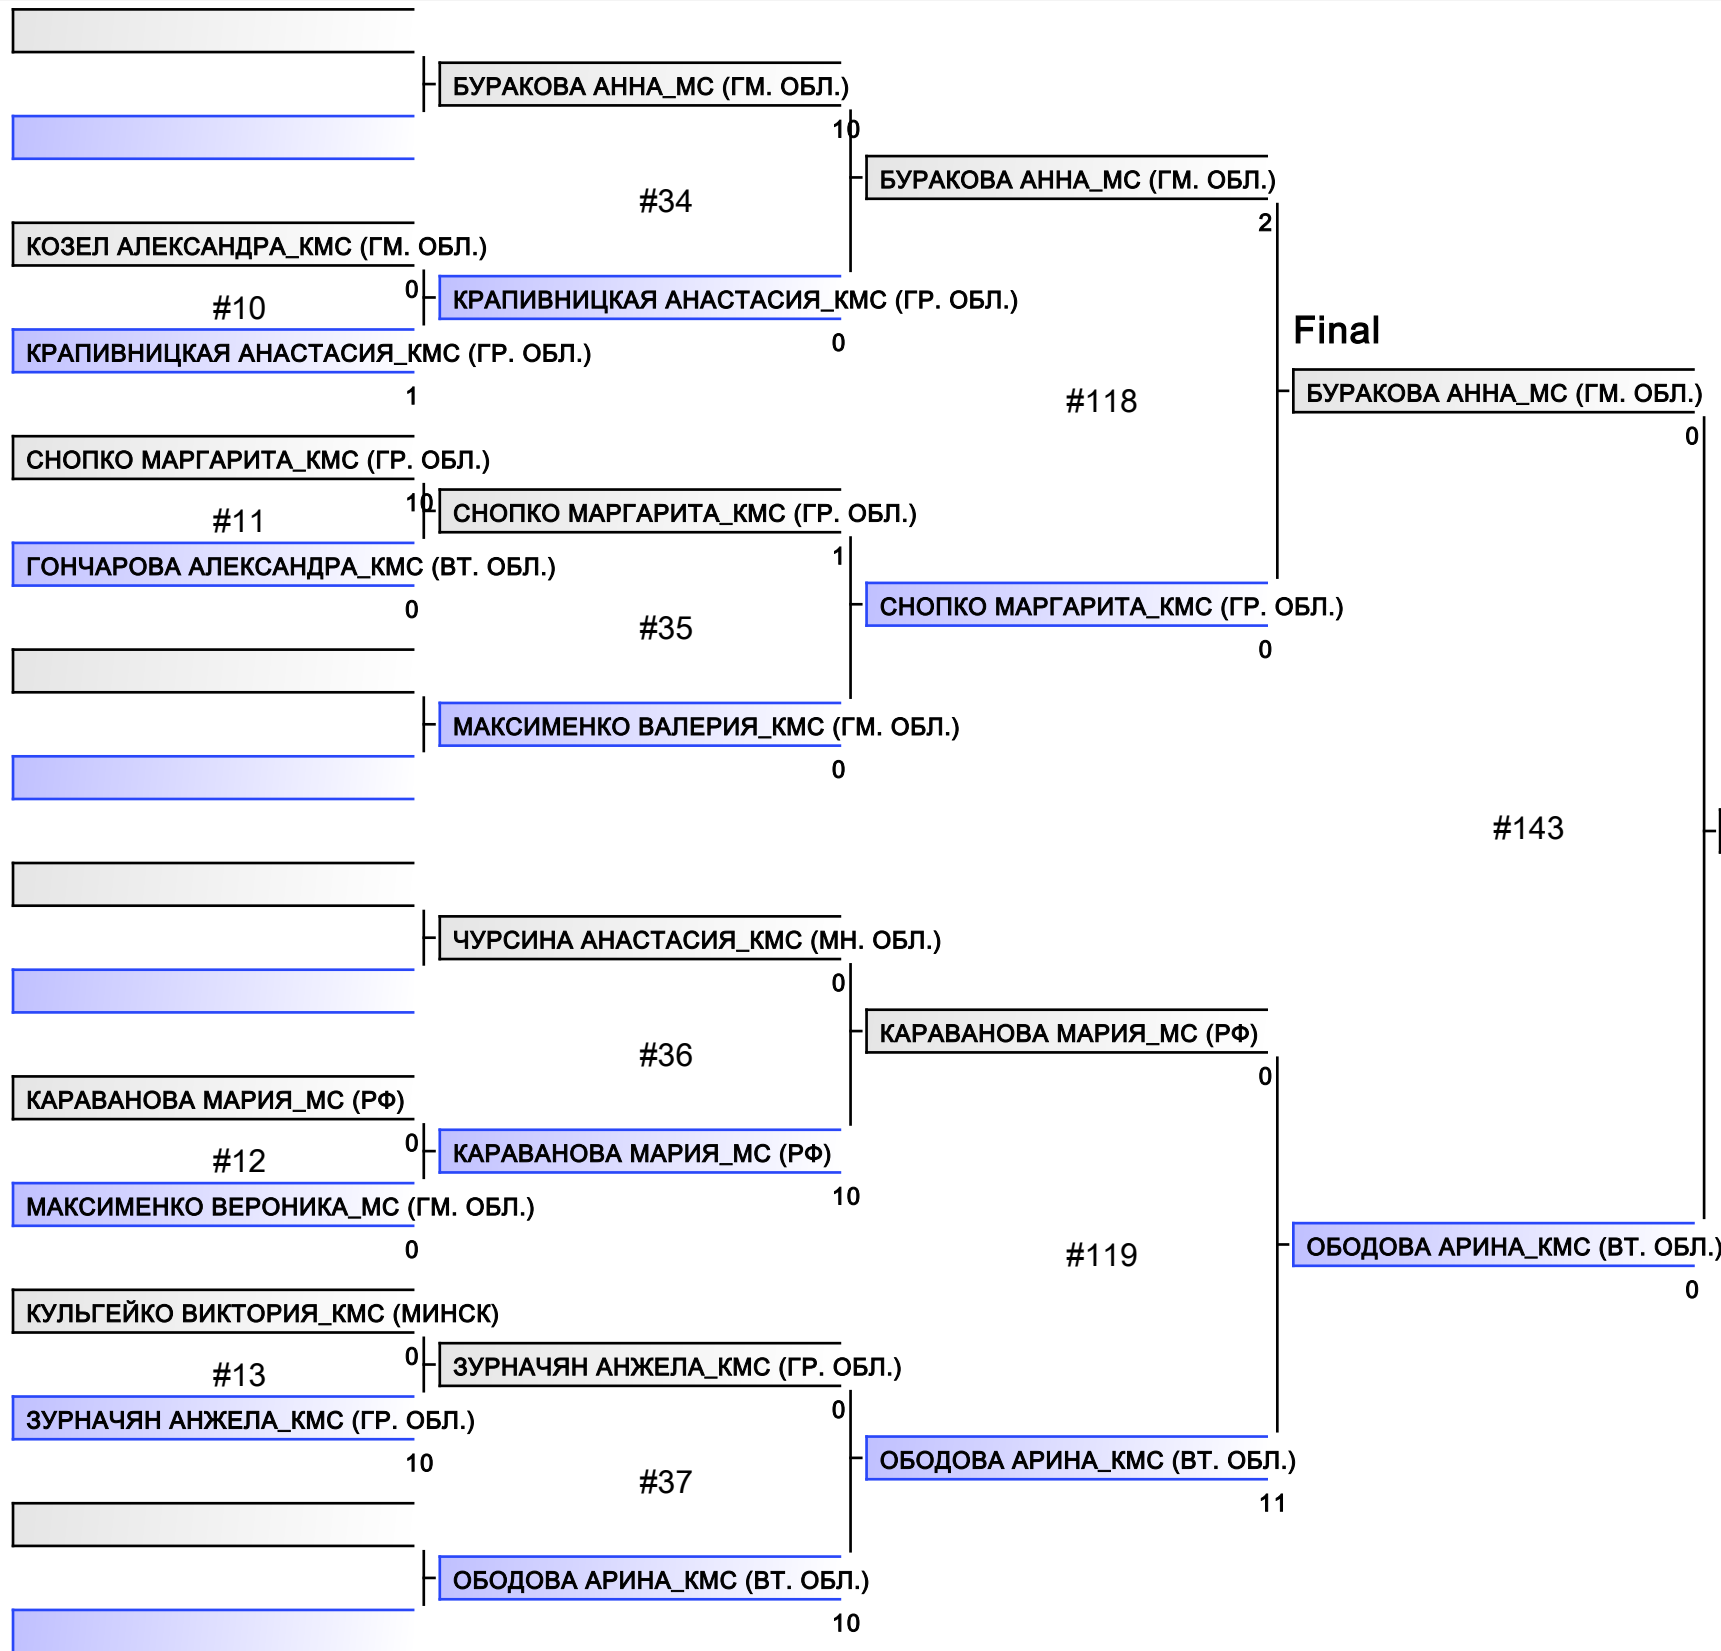 БУРАКОВА АННА_МС (ГМ. ОБЛ.)
10
БУРАКОВА АННА_МС (ГМ. ОБЛ.)
#34
2
КОЗЕЛ АЛЕКСАНДРА_КМС (ГМ. ОБЛ.)
0
#10
КРАПИВНИЦКАЯ АНАСТАСИЯ_КМС (ГР. ОБЛ.)
0
КРАПИВНИЦКАЯ АНАСТАСИЯ_КМС (ГР. ОБЛ.)
1
Final
#118
БУРАКОВА АННА_МС (ГМ. ОБЛ.)
0
СНОПКО МАРГАРИТА_КМС (ГР. ОБЛ.)
10
#11
СНОПКО МАРГАРИТА_КМС (ГР. ОБЛ.)
1
ГОНЧАРОВА АЛЕКСАНДРА_КМС (ВТ. ОБЛ.)
0
СНОПКО МАРГАРИТА_КМС (ГР. ОБЛ.)
0
#35
МАКСИМЕНКО ВАЛЕРИЯ_КМС (ГМ. ОБЛ.)
0
#143
ЧУРСИНА АНАСТАСИЯ_КМС (МН. ОБЛ.)
0
КАРАВАНОВА МАРИЯ_МС (РФ)
0
#36
КАРАВАНОВА МАРИЯ_МС (РФ)
0
#12
КАРАВАНОВА МАРИЯ_МС (РФ)
10
МАКСИМЕНКО ВЕРОНИКА_МС (ГМ. ОБЛ.)
0
#119
ОБОДОВА АРИНА_КМС (ВТ. ОБЛ.)
0
КУЛЬГЕЙКО ВИКТОРИЯ_КМС (МИНСК)
0
#13
ЗУРНАЧЯН АНЖЕЛА_КМС (ГР. ОБЛ.)
0
ЗУРНАЧЯН АНЖЕЛА_КМС (ГР. ОБЛ.)
10
ОБОДОВА АРИНА_КМС (ВТ. ОБЛ.)
11
#37
ОБОДОВА АРИНА_КМС (ВТ. ОБЛ.)
10